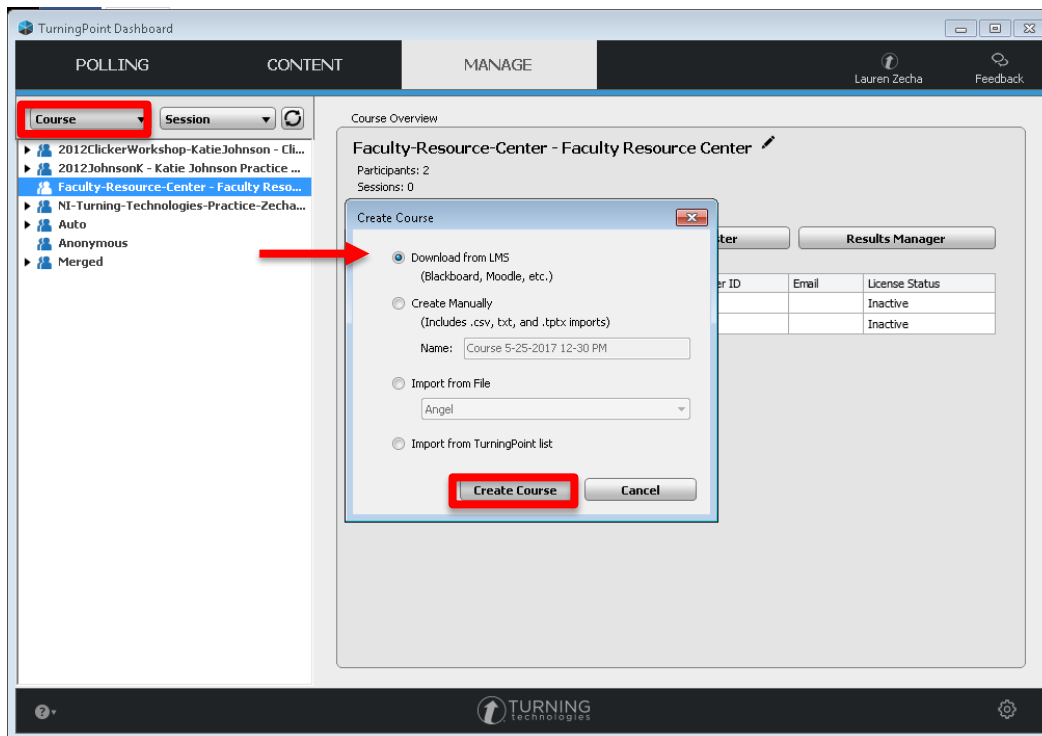 TurningPoint Dashboard
POLLING CONTENT MANAGE
Lauren Zecha Feedback
Course Session
2012ClickerWorkshop-KatieJohnson - Cli...
2012JohnsonK - Katie Johnson Practice ...
Faculty-Resource-Center - Faculty Reso...
NI-Turning-Technologies-Practice-Zecha...
Auto
Anonymous
Merged
Course Overview
Faculty-Resource-Center - Faculty Resource Center
Participants: 2
Sessions: 0
Create Course
Download from LMS
(Blackboard, Moodle, etc.)
Create Manually
(Includes .csv, txt, and .tptx imports)
Name: Course 5-25-2017 12-30 PM
Import from File
Angel
Import from TurningPoint list
Create Course Cancel
Results Manager
Email License Status
Inactive
Inactive
TURNING
technologies